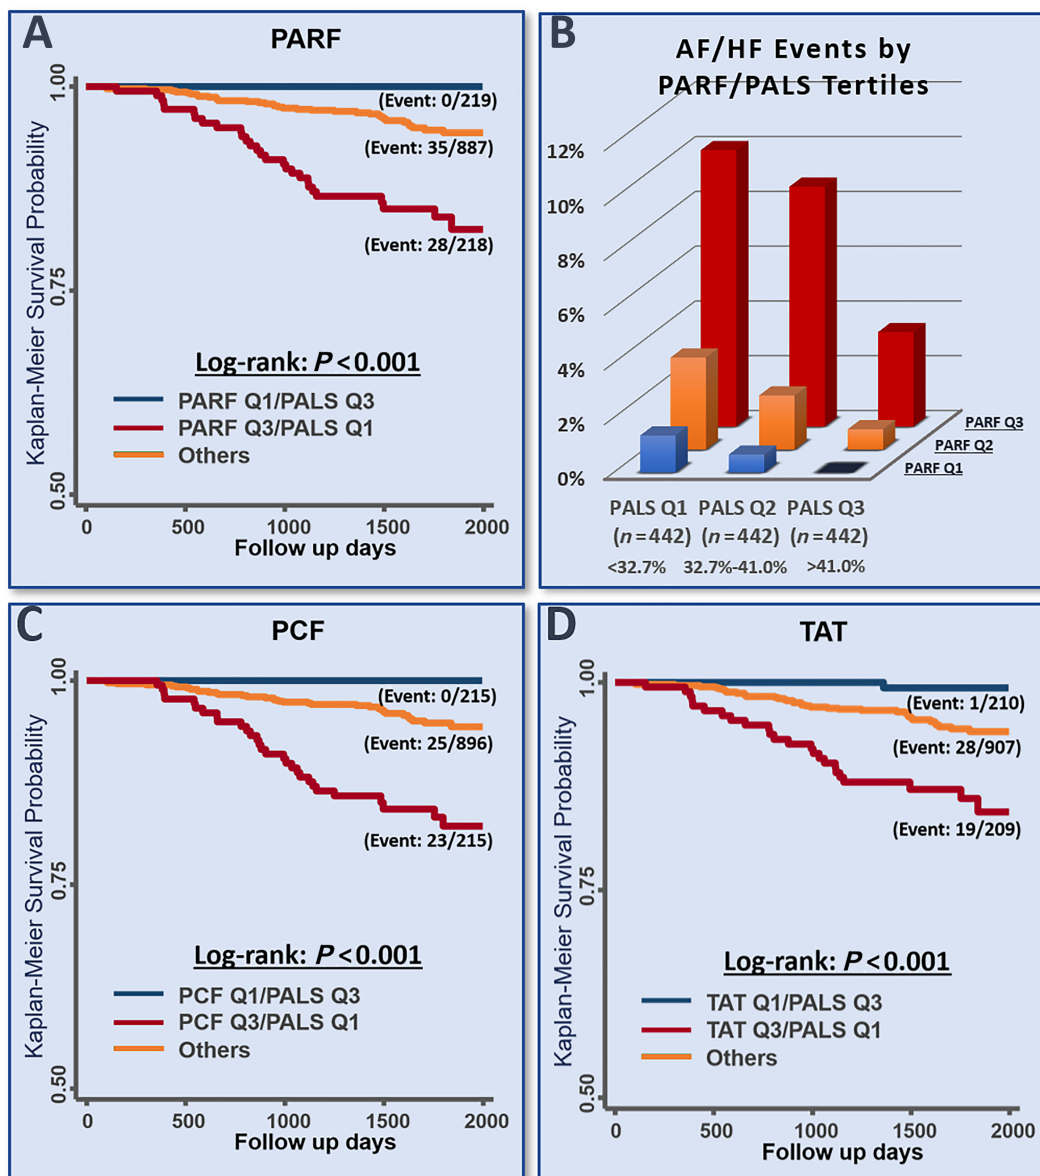 A
PARF
Kaplan-Meier Survival Probability
1.00
0.75
0.50
(Event: 0/219)
(Event: 35/887)
(Event: 28/218)
Log-rank: P<0.001
PARF Q1/PALS Q3
PARF Q3/PALS Q1
Others
0 500 1000 1500 2000
Follow up days
B
AF/HF Events by
PARF/PALS Tertiles
12%
10%
8%
6%
4%
2%
0%
PARF Q3
PARF Q2
PARF Q1
PALS Q1 PALS Q2 PALS Q3
(n=442) (n=442) (n=442)
<32.7% 32.7%-41.0% >41.0%
C
PCF
Kaplan-Meier Survival Probability
1.00
0.75
0.50
(Event: 0/215)
(Event: 25/896)
(Event: 23/215)
Log-rank: P<0.001
PCF Q1/PALS Q3
PCF Q3/PALS Q1
Others
0 500 1000 1500 2000
Follow up days
D
TAT
Kaplan-Meier Survival Probability
1.00
0.75
0.50
(Event: 1/210)
(Event: 28/907)
(Event: 19/209)
Log-rank: P<0.001
TAT Q1/PALS Q3
TAT Q3/PALS Q1
Others
0 500 1000 1500 2000
Follow up days